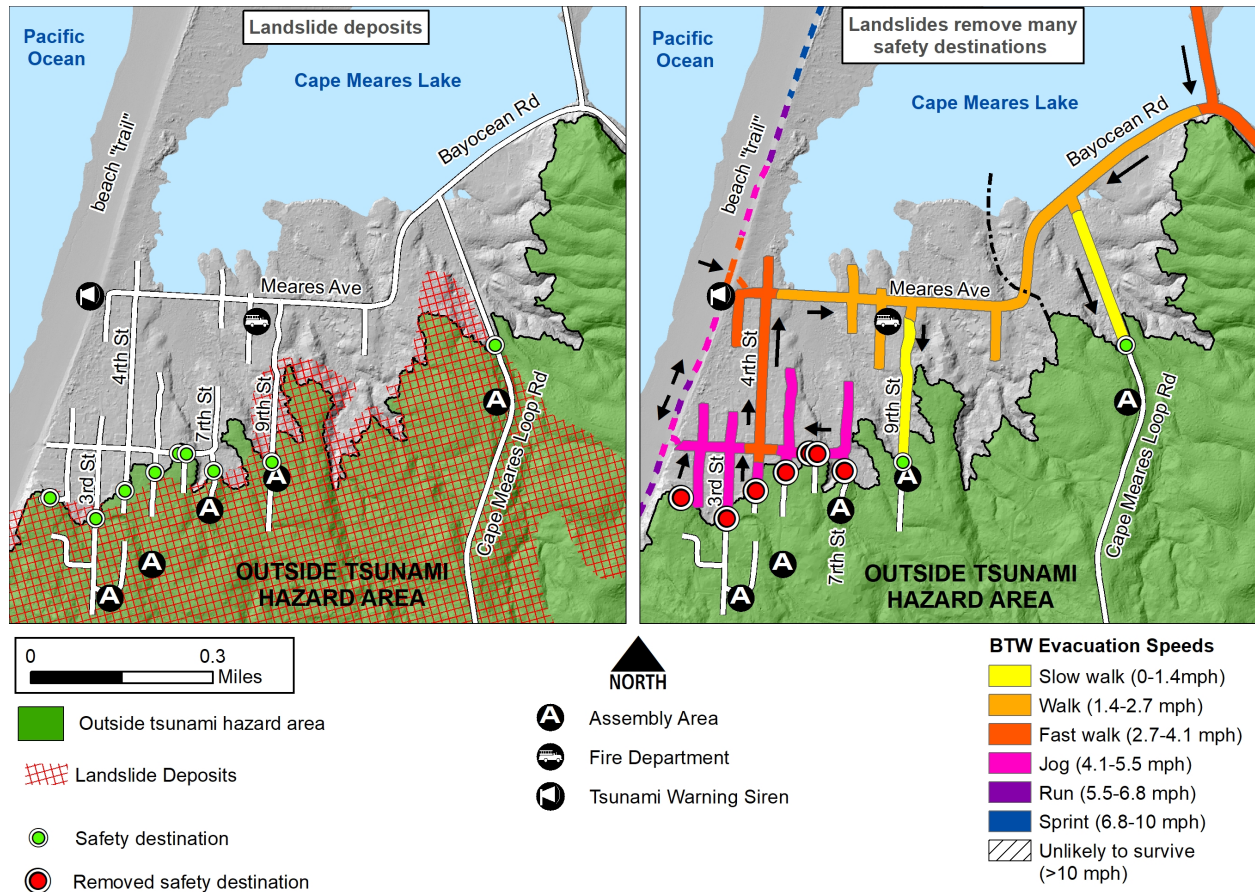 Landslide deposits
Pacific
Ocean
Cape Meares Lake
Bayocean Rd
beach "trail"
Meares Ave
4rth St
7rth St
9rth St
3rd St
A
A
A
A
A
Cape Meares Loop Rd
OUTSIDE TSUNAMI
HAZARD AREA
Landslides remove many
safety destinations
Pacific
Ocean
Cape Meares Lake
Bayocean Rd
beach "trail"
Meares Ave
4rth St
9rth St
3rd St
7rth St
A
A
A
A
A
Cape Meares Loop Rd
OUTSIDE TSUNAMI
HAZARD AREA
0 0.3
Miles
Outside tsunami hazard area
Landslide Deposits
Safety destination
Removed safety destination
NORTH
A Assembly Area
Fire Department
Tsunami Warning Siren
BTW Evacuation Speeds
Slow walk (0-1.4mph)
Walk (1.4-2.7 mph)
Fast walk (2.7-4.1 mph)
Jog (4.1-5.5 mph)
Run (5.5-6.8 mph)
Sprint (6.8-10 mph)
Unlikely to survive
(>10 mph)